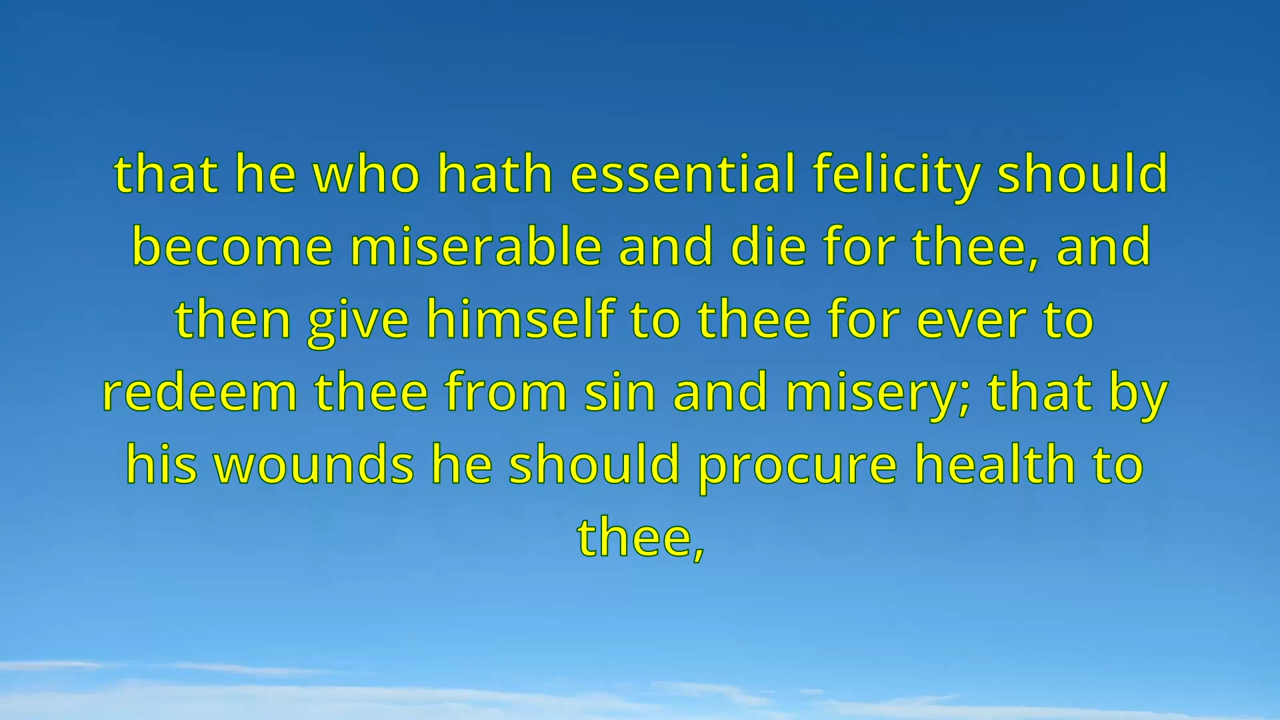 that he who hath essential felicity should
become miserable and die for thee, and
then give himself to thee for ever to
redeem thee from sin and misery; that by
his wounds he should procure health to
thee,